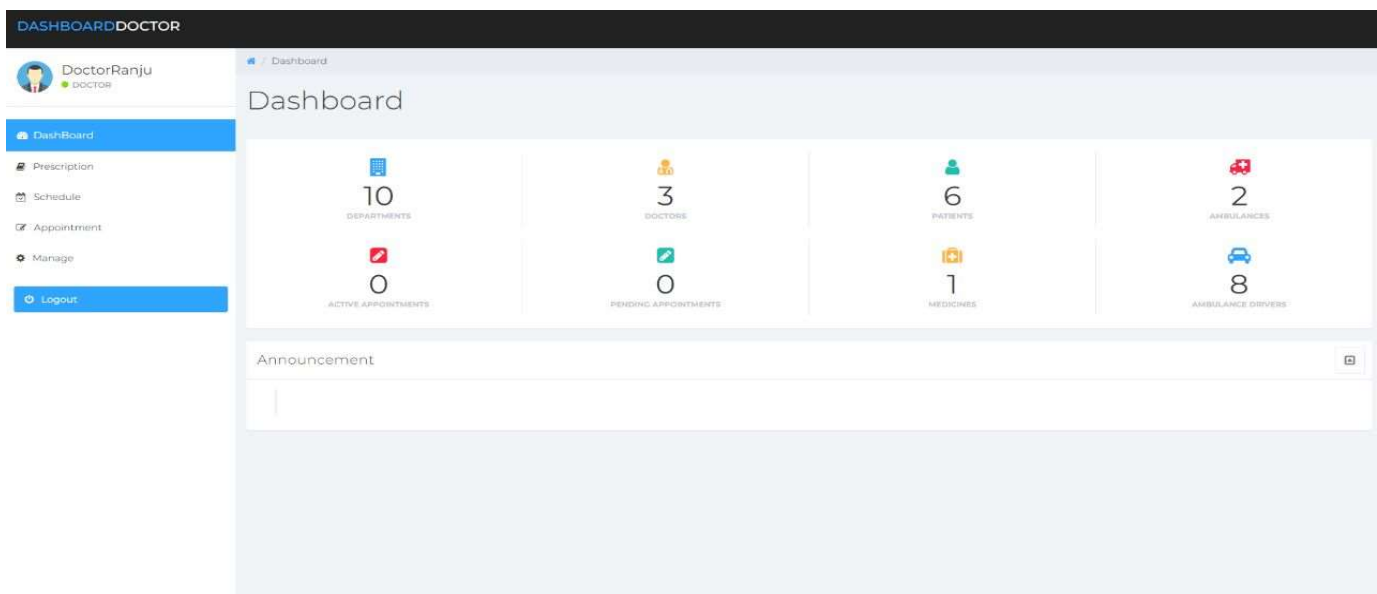 DASHBOARDDOCTOR
DoctorRanju
DOCTOR
DashBoard
Prescription
Schedule
Appointment
Manage
Logout
/ Dashboard
Dashboard
10
DEPARTMENTS
3
DOCTORS
6
PATIENTS
2
AMBULANCES
0
ACTIVE APPOINTMENTS
0
PENDING APPOINTMENTS
1
MEDICINES
8
AMBULANCE DRIVERS
Announcement